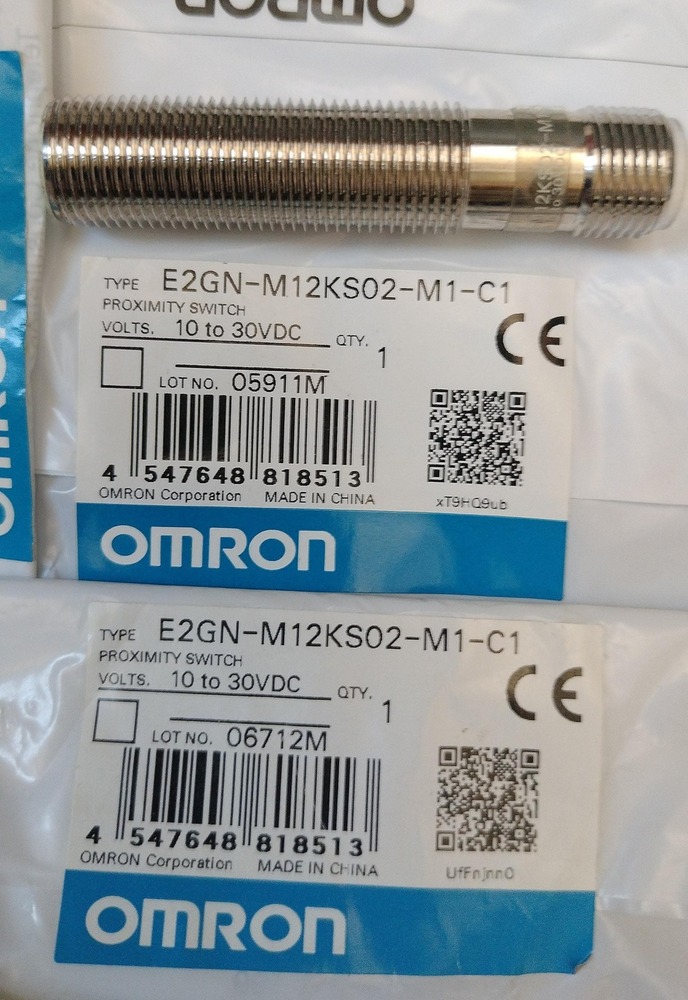 OMRON
OMRON
TYPE E2GN-M12KS02-M1-C1
PROXIMITY SWITCH
VOLTS. 10 to 30VDC QTY. 1
LOT NO. 05911M
4 547648 818513
OMRON Corporation MADE IN CHINA
xT9HQ9ub
CE
OMRON
TYPE E2GN-M12KS02-M1-C1
PROXIMITY SWITCH
VOLTS. 10 to 30VDC QTY. 1
LOT NO. 06712M
4 547648 818513
OMRON Corporation MADE IN CHINA
UfFnjnn0
CE
OMRON